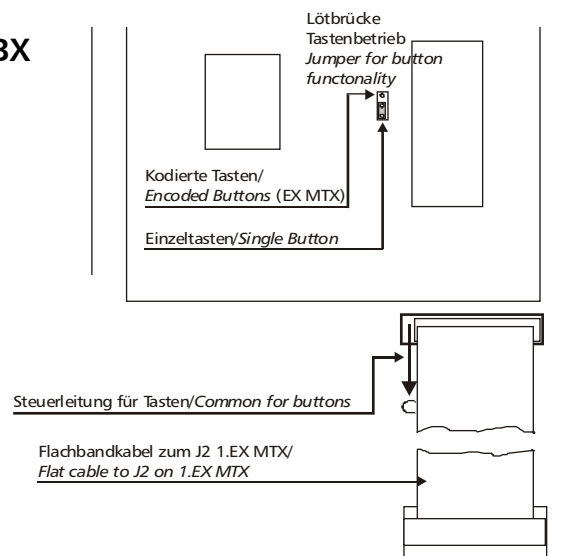 Lötbrücke
Tastenbetrieb
Jumper for button
functonality
Kodierte Tasten/
Encoded Buttons (EX MTX)
Einzeltasten/Single Button
Steuerleitung für Tasten/Common for buttons
Flachbandkabel zum J2 1.EX MTX/
Flat cable to J2 on 1.EX MTX